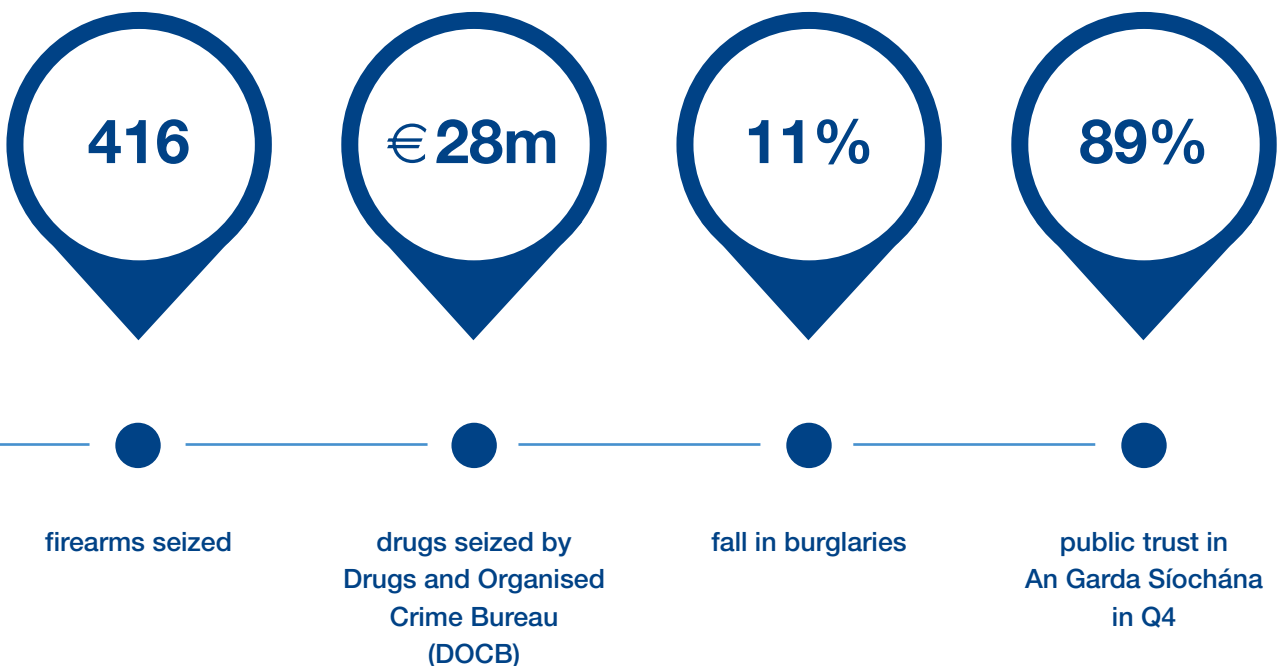 416
€28m
11%
89%
firearms seized
drugs seized by
Drugs and Organised
Crime Bureau
(DOCB)
fall in burglaries
public trust in
An Garda Síochána
in Q4